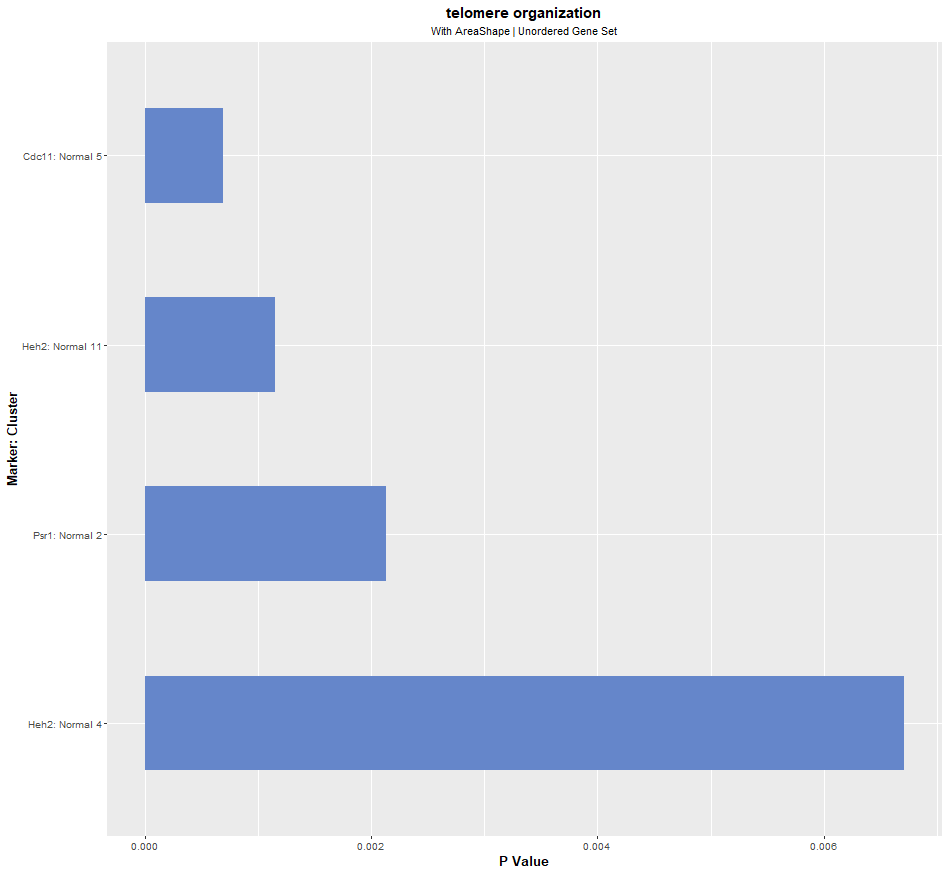 telomere organization
With AreaShape | Unordered Gene Set
Cdc11: Normal 5
Heh2: Normal 11
Psr1: Normal 2
Heh2: Normal 4
Marker: Cluster
0.000 0.002 0.004 0.006
P Value